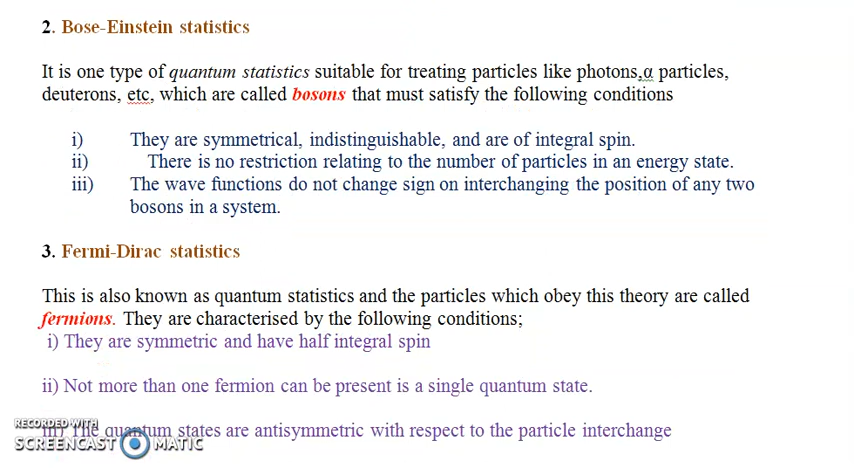 2. Bose-Einstein statistics
It is one type of quantum statistics suitable for treating particles like photons,α particles,
deuterons, etc, which are called bosons that must satisfy the following conditions
i) They are symmetrical, indistinguishable, and are of integral spin.
ii) There is no restriction relating to the number of particles in an energy state.
iii) The wave functions do not change sign on interchanging the position of any two
bosons in a system.
3. Fermi-Dirac statistics
This is also known as quantum statistics and the particles which obey this theory are called
fermions. They are characterised by the following conditions;
i) They are symmetric and have half integral spin
ii) Not more than one fermion can be present is a single quantum state.
iii) The quantum states are antisymmetric with respect to the particle interchange
RECORDED WITH
SCREENCAST MATIC